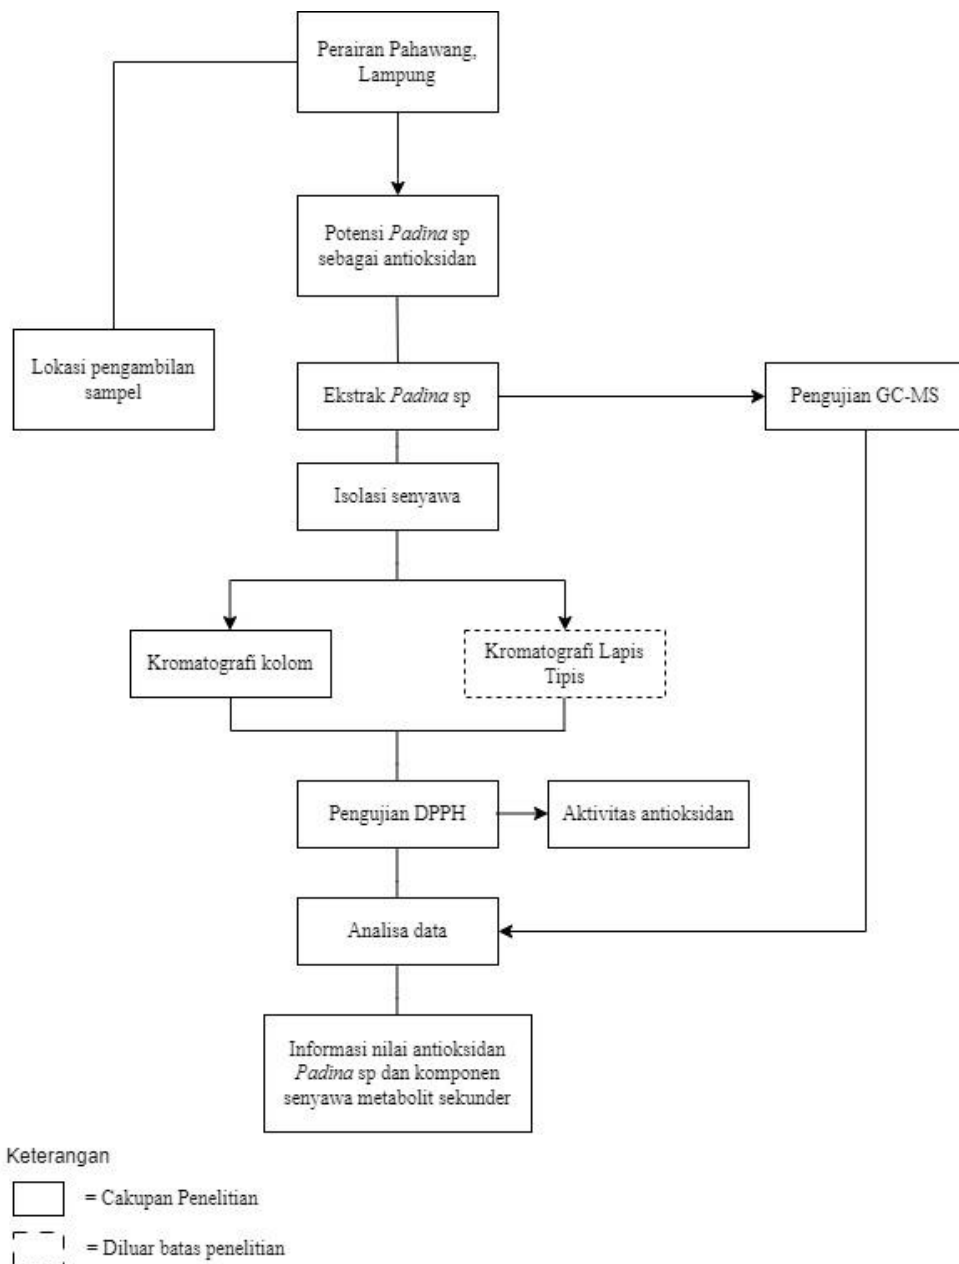 Perairan Pahawang,
Lampung
Potensi Padina sp
sebagai antioksidan
Lokasi pengambilan
sampel
Ekstrak Padina sp
Pengujian GC-MS
Isolasi senyawa
Kromatografi kolom
Kromatografi Lapis
Tipis
Pengujian DPPH
Aktivitas antioksidan
Analisa data
Informasi nilai antioksidan
Padina sp dan komponen
senyawa metabolit sekunder
Keterangan
= Cakupan Penelitian
= Diluar batas penelitian